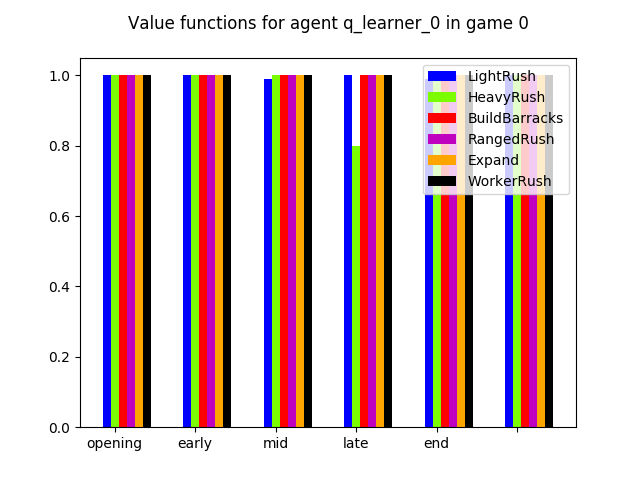 Value functions for agent q_learner_0 in game 0
1.0
0.8
0.6
0.4
0.2
0.0
LightRush
HeavyRush
BuildBarracks
RangedRush
Expand
WorkerRush
opening early mid late end